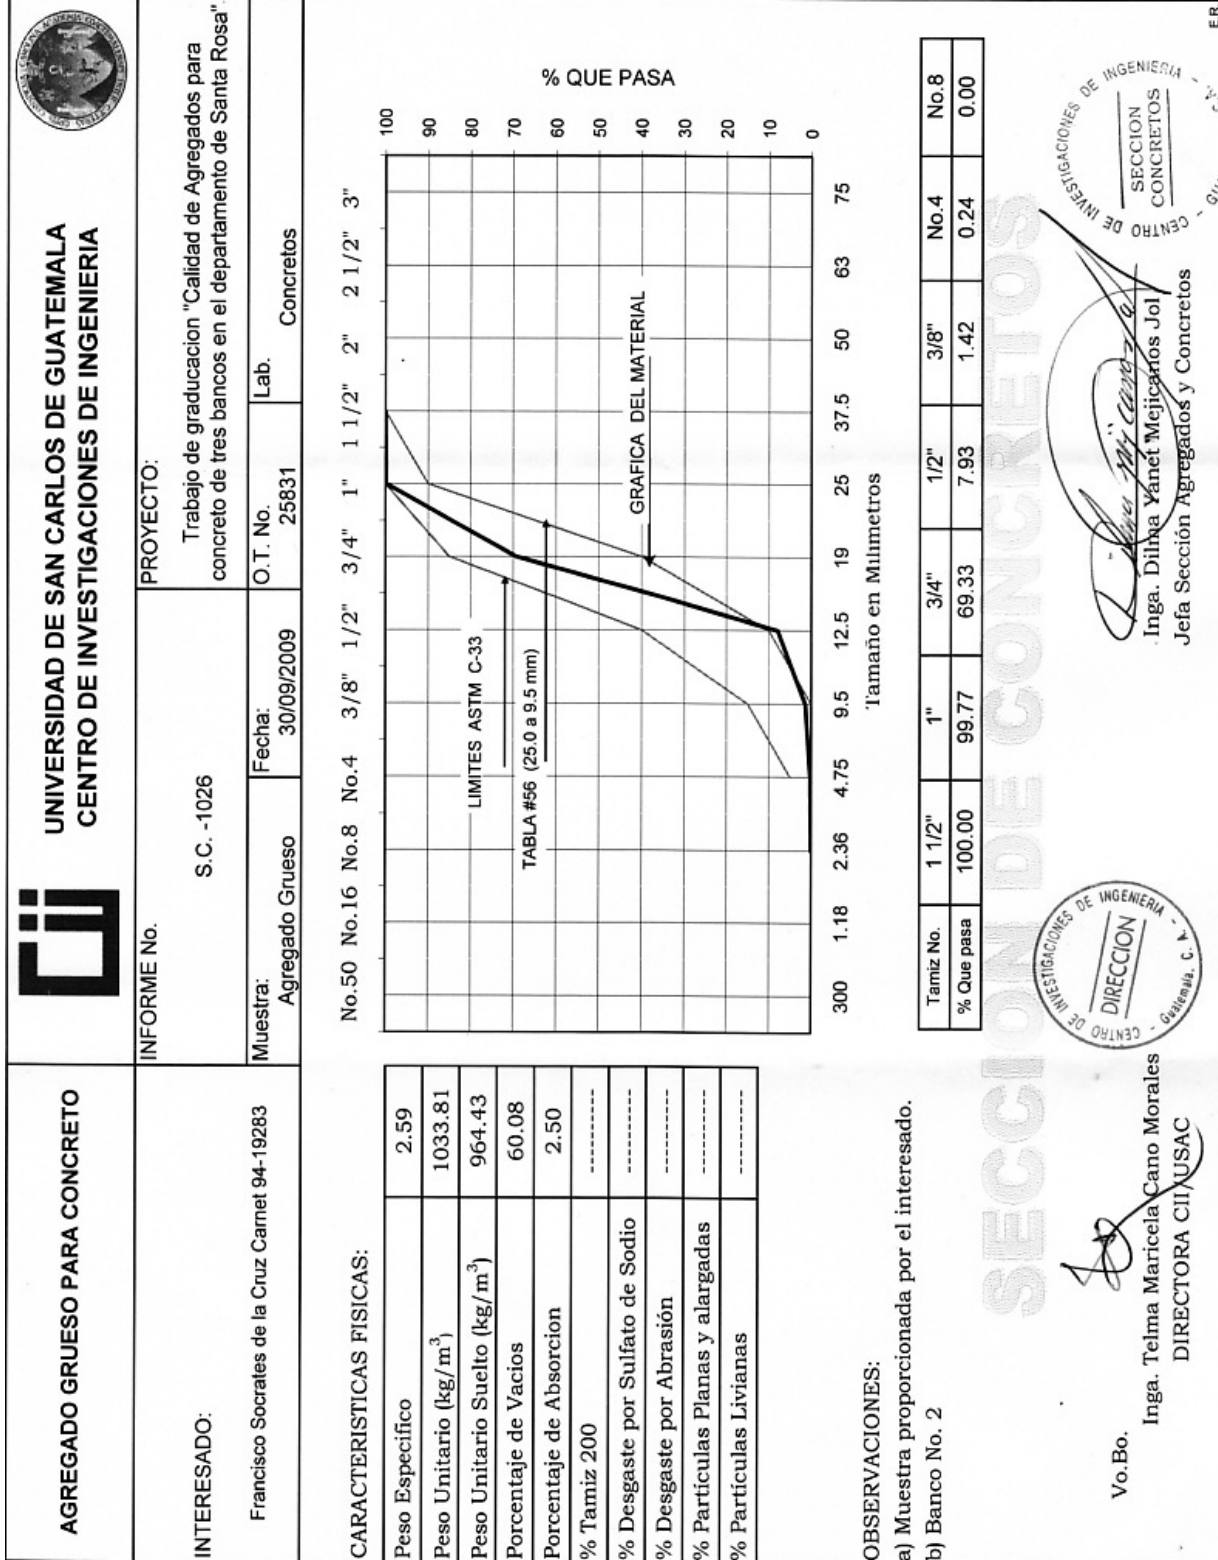 AGREGADO GRUESO PARA CONCRETO
UNIVERSIDAD DE SAN CARLOS DE GUATEMALA
CENTRO DE INVESTIGACIONES DE INGENIERIA
INTERESADO:
Francisco Socrates de la Cruz Carnet 94-19283
INFORME No.
S.C. -1026
PROYECTO:
Trabajo de graducacion "Calidad de Agregados para
concreto de tres bancos en el departamento de Santa Rosa".
Muestra:
Agregado Grueso
Fecha:
30/09/2009
O.T. No.
25831
Lab.
Concretos
CARACTERISTICAS FISICAS:
Peso Especifico 2.59
Peso Unitario (kg/m³) 1033.81
Peso Unitario Suelto (kg/m³) 964.43
Porcentaje de Vacios 60.08
Porcentaje de Absorcion 2.50
% Tamiz 200 -----------
% Desgaste por Sulfato de Sodio -----------
% Desgaste por Abrasión -----------
% Partículas Planas y alargadas -----------
% Partículas Livianas -----------
No.50 No.16 No.8 No.4 3/8" 1/2" 3/4" 1" 1 1/2" 2" 2 1/2" 3"
100
90
80
70
60
50
40
30
20
10
0
% QUE PASA
LIMITES ASTM C-33
TABLA #56 (25.0 a 9.5 mm)
GRAFICA DEL MATERIAL
300 1.18 2.36 4.75 9.5 12.5 19 25 37.5 50 63 75
Tamaño en Milimetros
Tamiz No. 1 1/2" 1" 3/4" 1/2" 3/8" No.4 No.8
% Que pasa 100.00 99.77 69.33 7.93 1.42 0.24 0.00
OBSERVACIONES:
a) Muestra proporcionada por el interesado.
b) Banco No. 2
SECCION DE CONCRETOS
Vo.Bo.
Inga. Telma Maricela Cano Morales
DIRECTORA CII/USAC
CENTRO DE INVESTIGACIONES DE INGENIERIA
DIRECCION
Guatemala, C. A.
Inga. Dilma Yanet Mejicanos Jol
Jefa Sección Agregados y Concretos
CENTRO DE INVESTIGACIONES DE INGENIERIA
SECCION
CONCRETOS